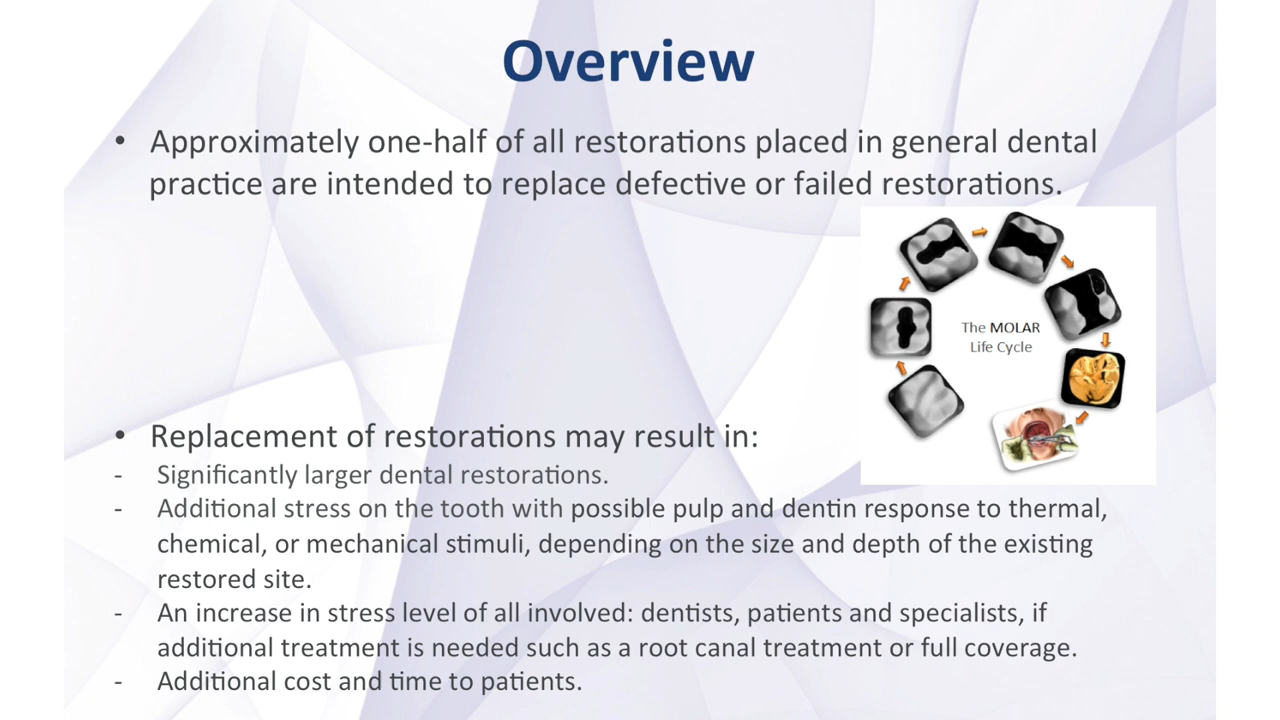 Overview
• Approximately one-half of all restorations placed in general dental
practice are intended to replace defective or failed restorations.
The MOLAR
Life Cycle
• Replacement of restorations may result in:
- Significantly larger dental restorations.
- Additional stress on the tooth with possible pulp and dentin response to thermal,
chemical, or mechanical stimuli, depending on the size and depth of the existing
restored site.
- An increase in stress level of all involved: dentists, patients and specialists, if
additional treatment is needed such as a root canal treatment or full coverage.
- Additional cost and time to patients.